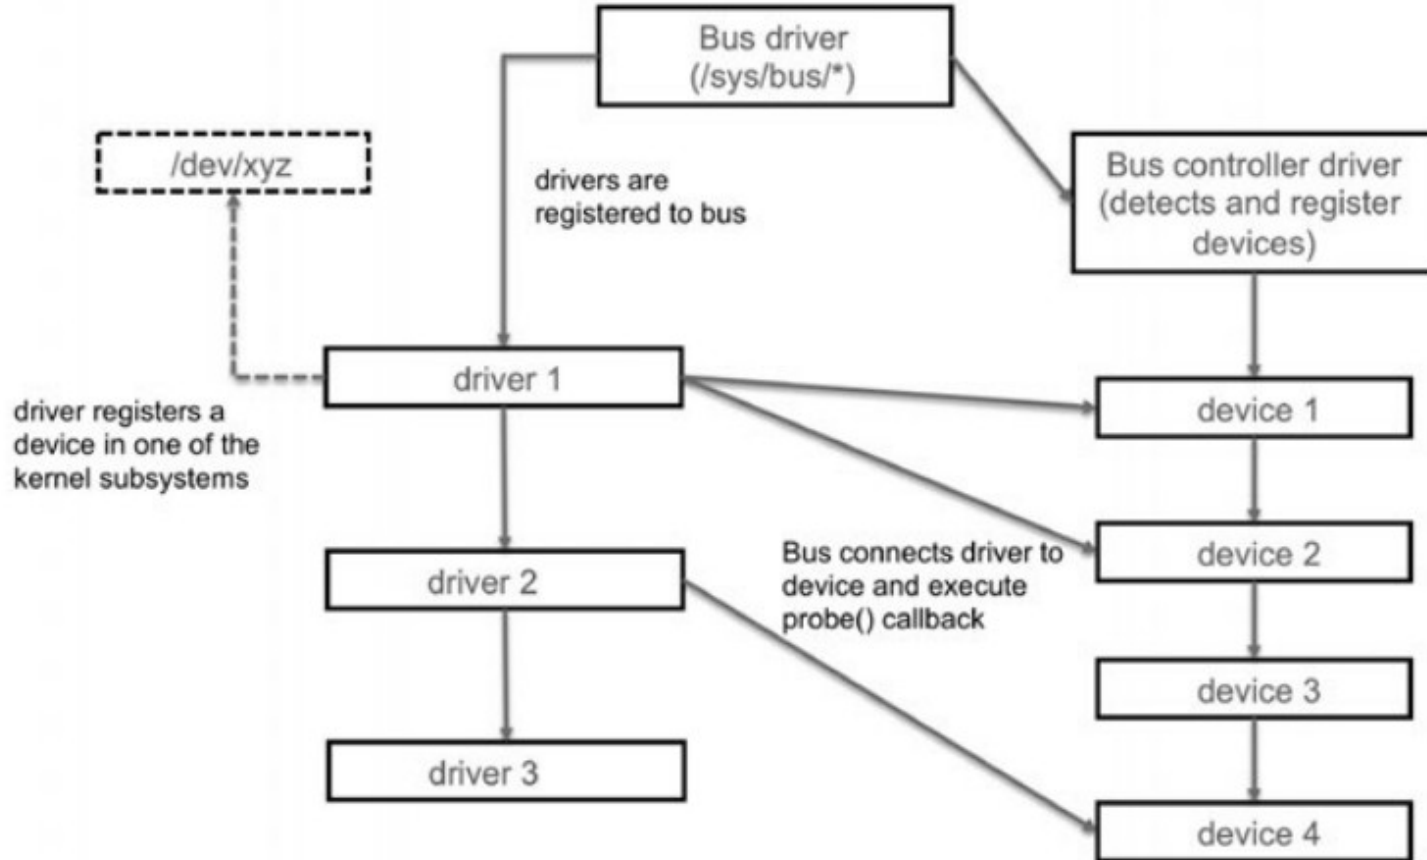 Bus driver
(/sys/bus/*)
/dev/xyz
drivers are
registered to bus
Bus controller driver
(detects and register
devices)
driver 1
driver registers a
device in one of the
kernel subsystems
device 1
driver 2
Bus connects driver to
device and execute
probe() callback
device 2
device 3
driver 3
device 4